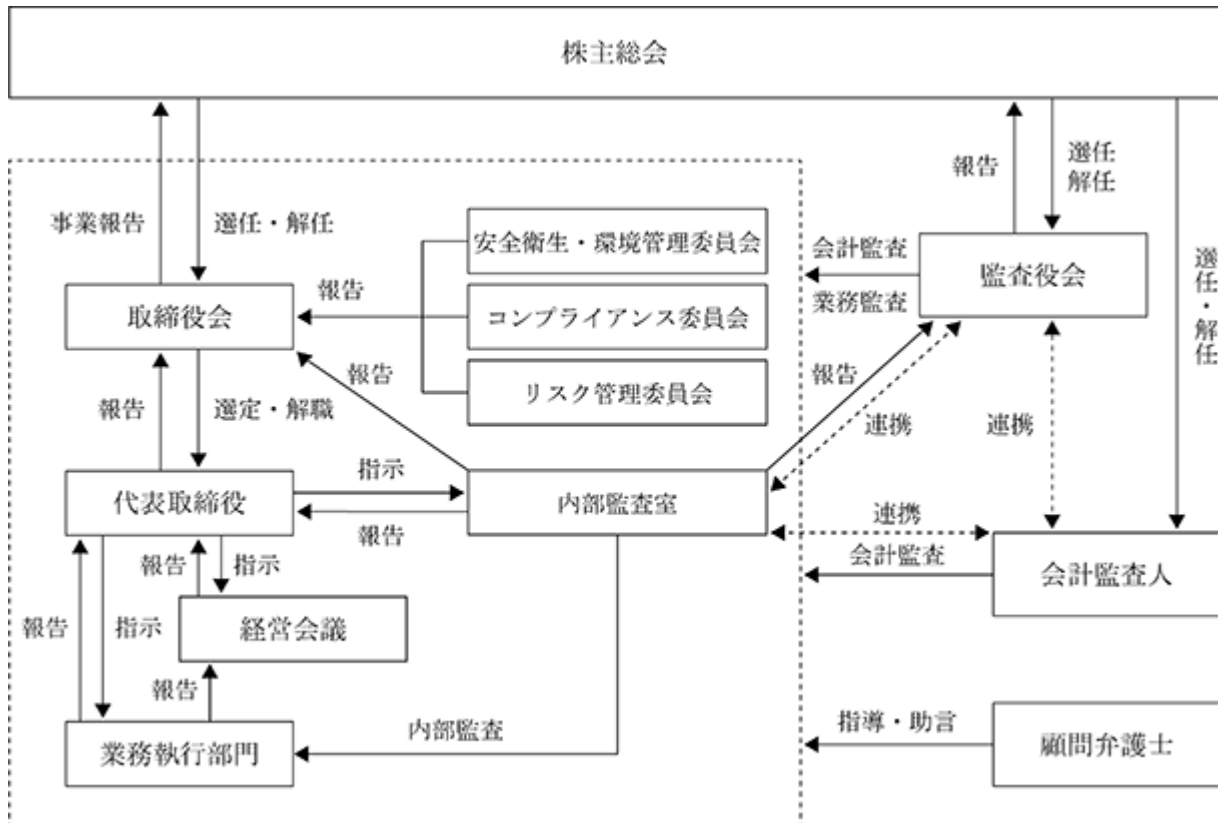 株主総会
報告
選任
解任
事業報告
選任・解任
安全衛生・環境管理委員会
会計監査
業務監査
監査役会
選任・解任
報告
取締役会
コンプライアンス委員会
報告
リスク管理委員会
報告
報告
選定・解職
連携
連携
代表取締役
指示
報告
内部監査室
連携
会計監査
会計監査人
報告
指示
経営会議
報告
指示
報告
内部監査
業務執行部門
指導・助言
顧問弁護士